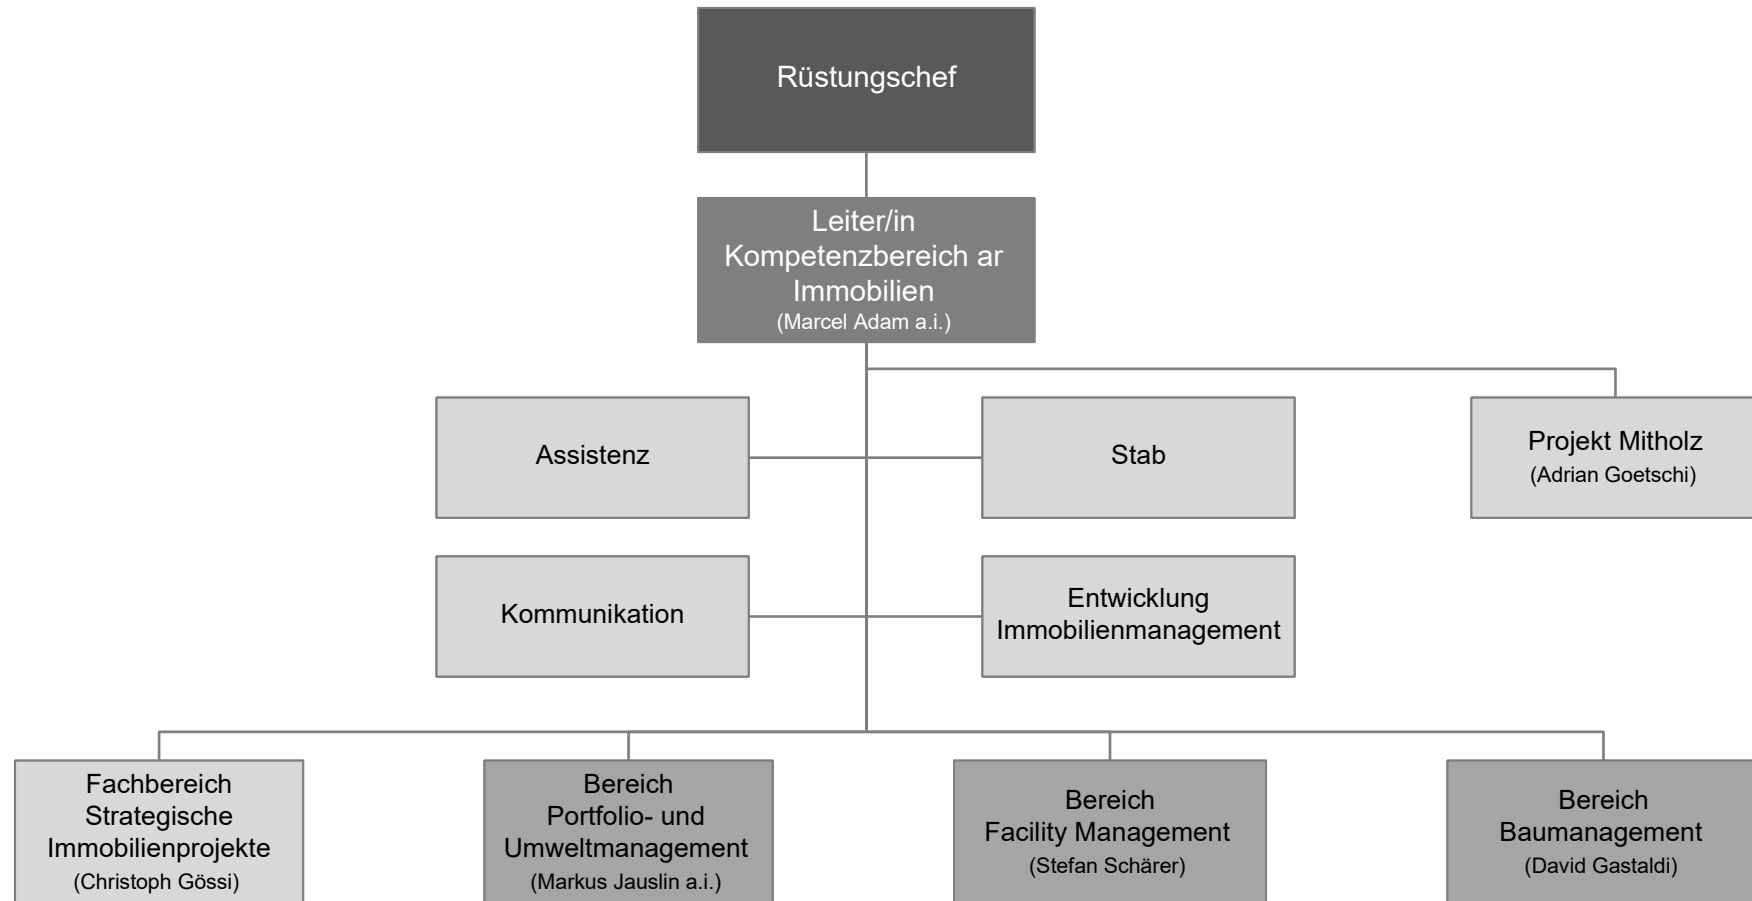 Rüstungschef
Leiter/in
Kompetenzbereich ar
Immobilien
(Marcel Adam a.i.)
Assistenz
Stab
Projekt Mitholz
(Adrian Goetschi)
Kommunikation
Entwicklung
Immobilienmanagement
Fachbereich
Strategische
Immobilienprojekte
(Christoph Gössi)
Bereich
Portfolio- und
Umweltmanagement
(Markus Jauslin a.i.)
Bereich
Facility Management
(Stefan Schärer)
Bereich
Baumanagement
(David Gastaldi)